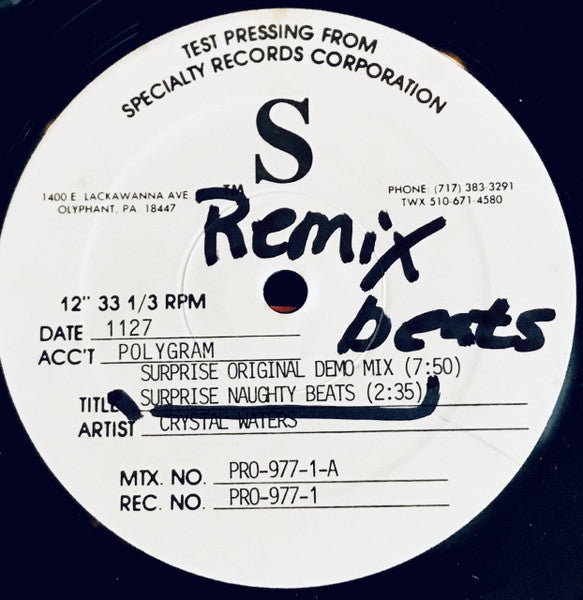 TEST PRESSING FROM
SPECIALTY RECORDS CORPORATION
S
TM
1400 E. LACKAWANNA AVE.
OLYPHANT, PA 18447
PHONE: (717) 383-3291
TWX 510-671-4580
Remix
beats
12" 33 1/3 RPM
DATE 1127
ACC'T POLYGRAM
SURPRISE ORIGINAL DEMO MIX (7:50)
TITLE SURPRISE NAUGHTY BEATS (2:35)
ARTIST CRYSTAL WATERS
MTX. NO. PRO-977-1-A
REC. NO. PRO-977-1